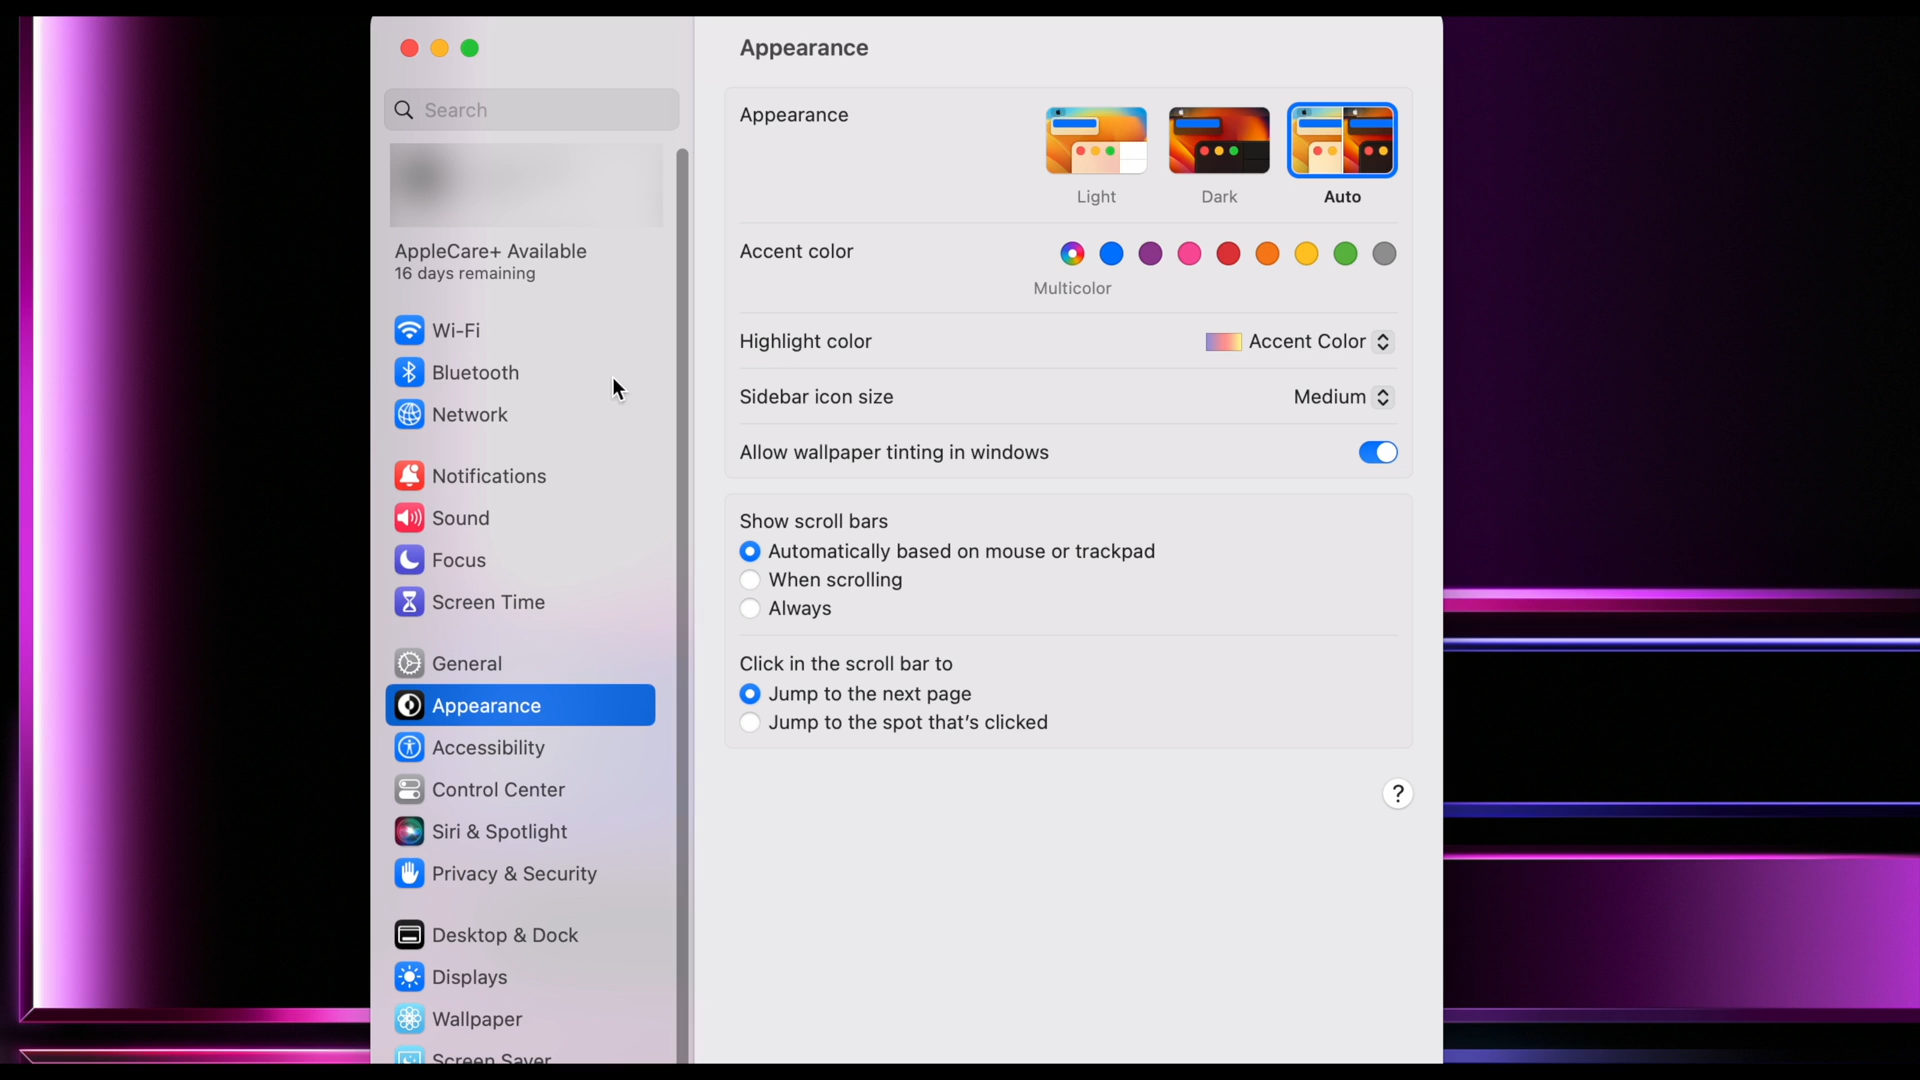 Appearance
Search
Appearance
Light
Dark
Auto
AppleCare+ Available
16 days remaining
Accent color
Multicolor
Wi-Fi
Highlight color
Accent Color
Bluetooth
Sidebar icon size
Medium
Network
Allow wallpaper tinting in windows
Notifications
Sound
Focus
Screen Time
Show scroll bars
Automatically based on mouse or trackpad
When scrolling
Always
General
Appearance
Accessibility
Control Center
Siri & Spotlight
Privacy & Security
Click in the scroll bar to
Jump to the next page
Jump to the spot that’s clicked
?
Desktop & Dock
Displays
Wallpaper
Screen Saver